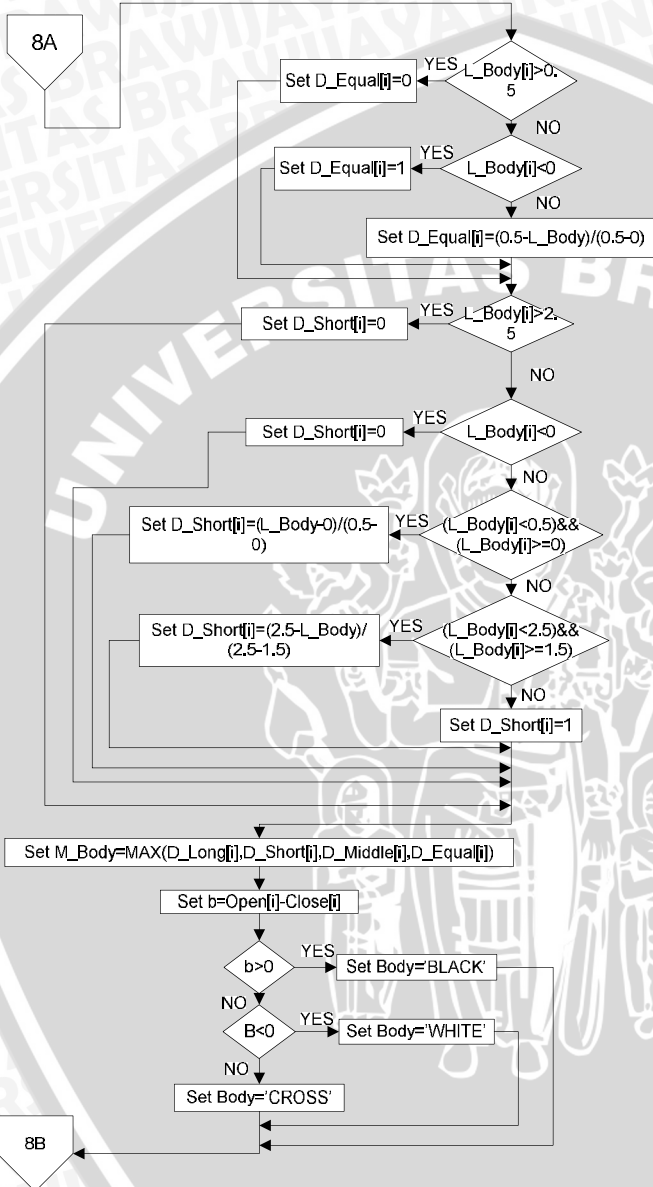 8A
YES
L_Body[i]>0.
5
Set D_Equal[i]=0
NO
YES
L_Body[i]<0
Set D_Equal[i]=1
NO
Set D_Equal[i]=(0.5-L_Body)/(0.5-0)
YES
L_Body[i]>2.
5
Set D_Short[i]=0
NO
YES
L_Body[i]<0
Set D_Short[i]=0
NO
Set D_Short[i]=(L_Body-0)/(0.5-
0)
YES
(L_Body[i]<0.5)&&
(L_Body[i]>=0)
NO
Set D_Short[i]=(2.5-L_Body)/
(2.5-1.5)
YES
(L_Body[i]<2.5)&&
(L_Body[i]>=1.5)
NO
Set D_Short[i]=1
Set M_Body=MAX(D_Long[i],D_Short[i],D_Middle[i],D_Equal[i])
Set b=Open[i]-Close[i]
b>0
YES
Set Body='BLACK'
NO
B<0
YES
Set Body='WHITE'
NO
Set Body='CROSS'
8B
UNIVERSITAS BR